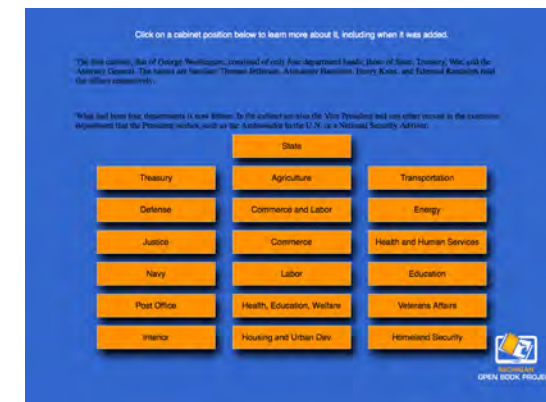 Click on a cabinet position below to learn more about it, including when it was added.
The first cabinet, that of George Washington, consisted of only four department heads, those of State, Treasury, War, and the
Attorney General. The names are familiar: Thomas Jefferson, Alexander Hamilton, Henry Knox, and Edmund Randolph
the offices respectively.
What had been four departments is now fifteen. In the cabinet are also the Vice President and any other person in the executive
department that the President wishes, such as the Ambassador to the U.N. or a National Security Advisor.
State
Treasury
Agriculture
Transportation
Defense
Commerce and Labor
Energy
Justice
Commerce
Health and Human Services
Navy
Labor
Education
Post Office
Health, Education, Welfare
Veterans Affairs
Interior
Housing and Urban Dev.
Homeland Security
MICHIGAN
OPEN BOOK PROJE